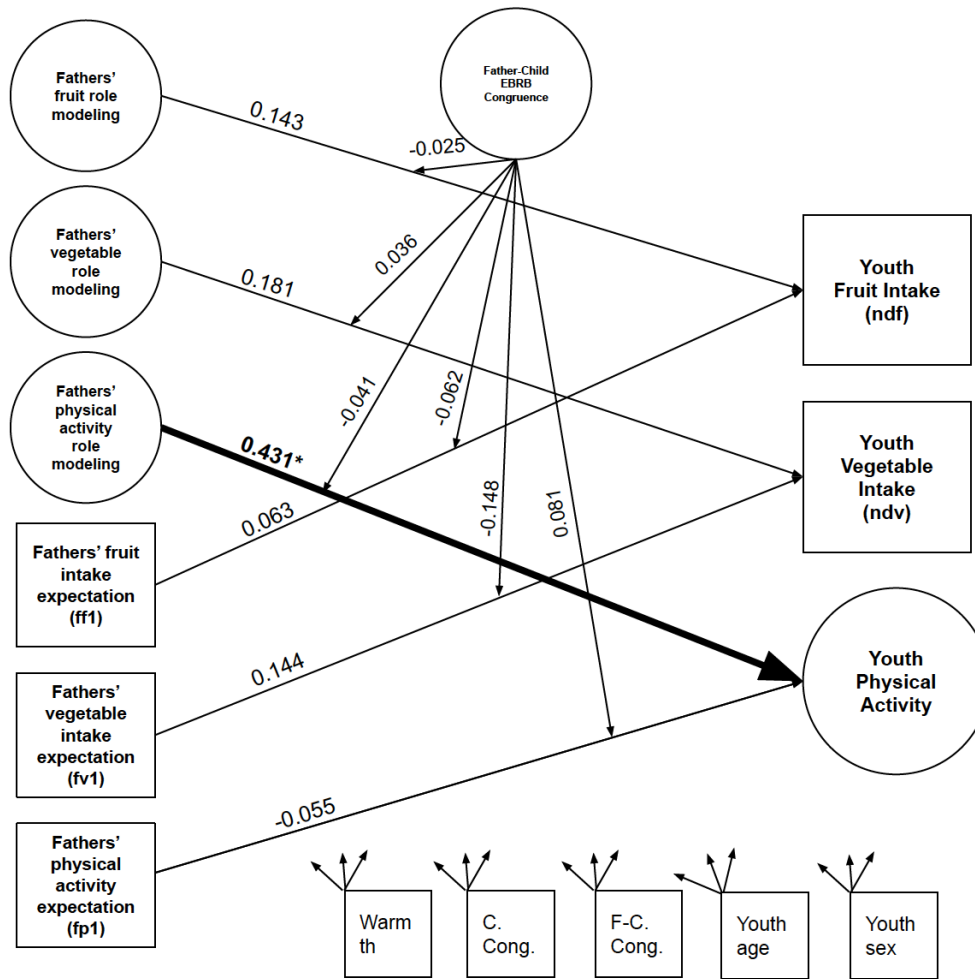 Fathers'
fruit role
modeling
Father-Child
EBRB
Congruence
0.143
-0.025
Fathers'
vegetable
role
modeling
0.036
0.181
Youth
Fruit Intake
(ndf)
Fathers'
physical
activity
role
modeling
-0.041
-0.062
0.431*
-0.148
0.081
Youth
Vegetable
Intake
(ndv)
0.063
Fathers' fruit
intake
expectation
(ff1)
0.144
Youth
Physical
Activity
Fathers'
vegetable
intake
expectation
(fv1)
-0.055
Fathers'
physical
activity
expectation
(fp1)
Warm
th
C.
Cong.
F-C.
Cong.
Youth
age
Youth
sex